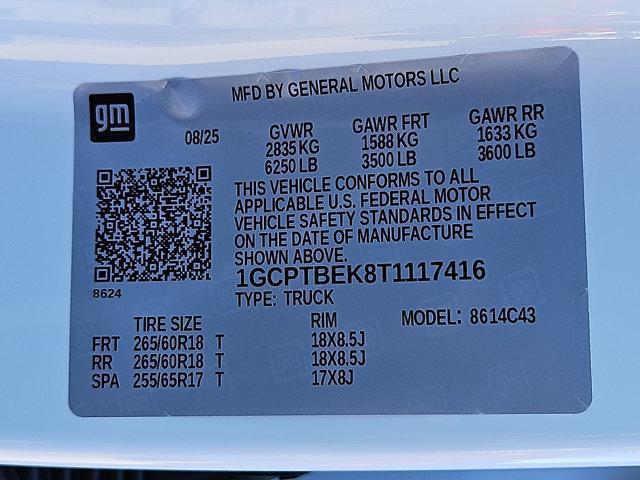 MFD BY GENERAL MOTORS LLC
gm
08/25
GVWR
2835 KG
6250 LB
GAWR FRT
1588 KG
3500 LB
GAWR RR
1633 KG
3600 LB
THIS VEHICLE CONFORMS TO ALL
APPLICABLE U.S. FEDERAL MOTOR
VEHICLE SAFETY STANDARDS IN EFFECT
ON THE DATE OF MANUFACTURE
SHOWN ABOVE.
8624
1GCPTBEK8T1117416
TYPE: TRUCK
MODEL: 8614C43
TIRE SIZE RIM
FRT 265/60R18 T 18X8.5J
RR 265/60R18 T 18X8.5J
SPA 255/65R17 T 17X8J